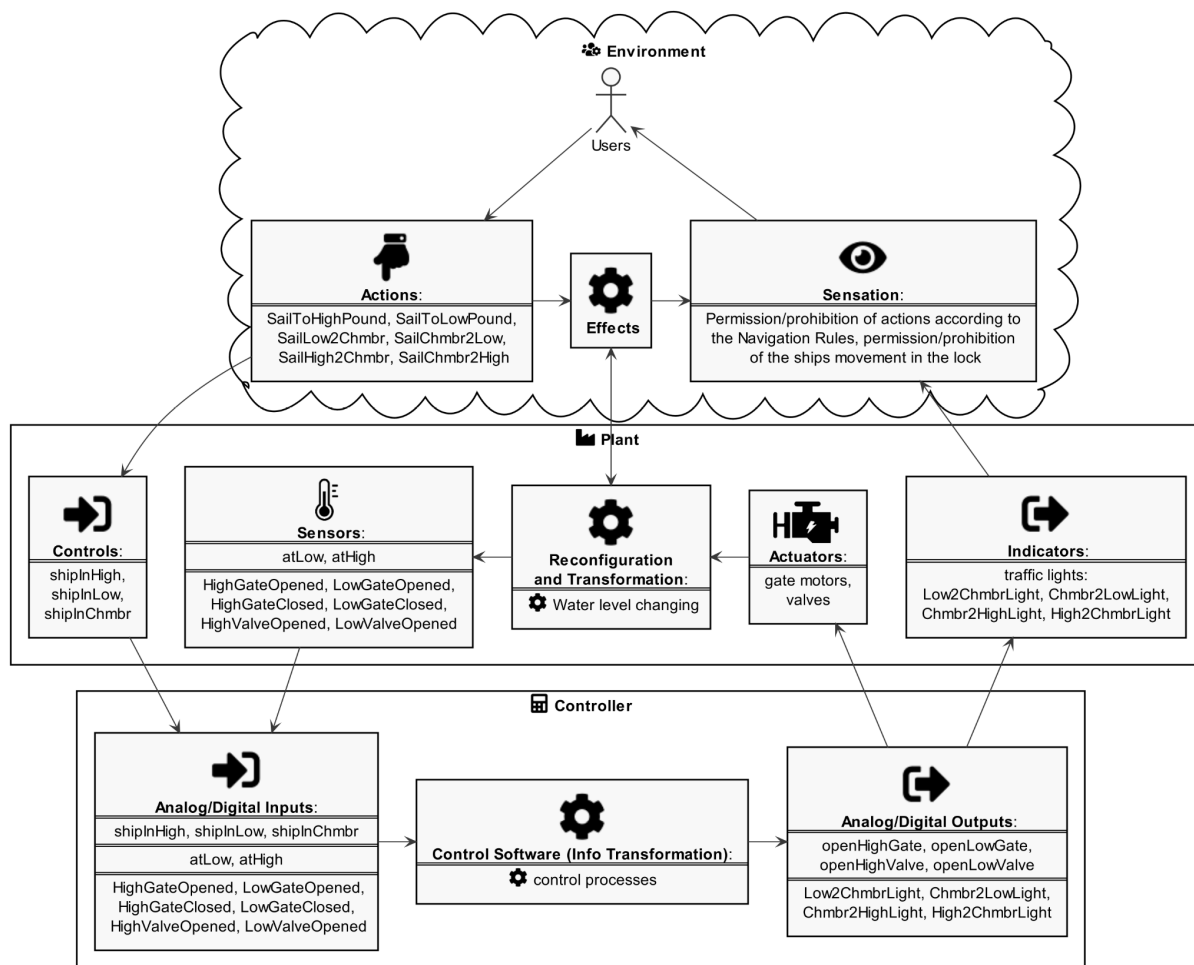 Environment
Users
Actions:
SailToHighPound, SailToLowPound,
SailLow2Chmbr, SailChmbr2Low,
SailHigh2Chmbr, SailChmbr2High
Effects
Sensation:
Permission/prohibition of actions according to
the Navigation Rules, permission/prohibition
of the ships movement in the lock
Plant
Controls:
shipInHigh,
shipInLow,
shipInChmbr
Sensors:
atLow, atHigh
HighGateOpened, LowGateOpened,
HighGateClosed, LowGateClosed,
HighValveOpened, LowValveOpened
Reconfiguration
and Transformation:
Water level changing
Actuators:
gate motors,
valves
Indicators:
traffic lights:
Low2ChmbrLight, Chmbr2LowLight,
Chmbr2HighLight, High2ChmbrLight
Controller
Analog/Digital Inputs:
shipInHigh, shipInLow, shipInChmbr
atLow, atHigh
HighGateOpened, LowGateOpened,
HighGateClosed, LowGateClosed,
HighValveOpened, LowValveOpened
Control Software (Info Transformation):
control processes
Analog/Digital Outputs:
openHighGate, openLowGate,
openHighValve, openLowValve
Low2ChmbrLight, Chmbr2LowLight,
Chmbr2HighLight, High2ChmbrLight